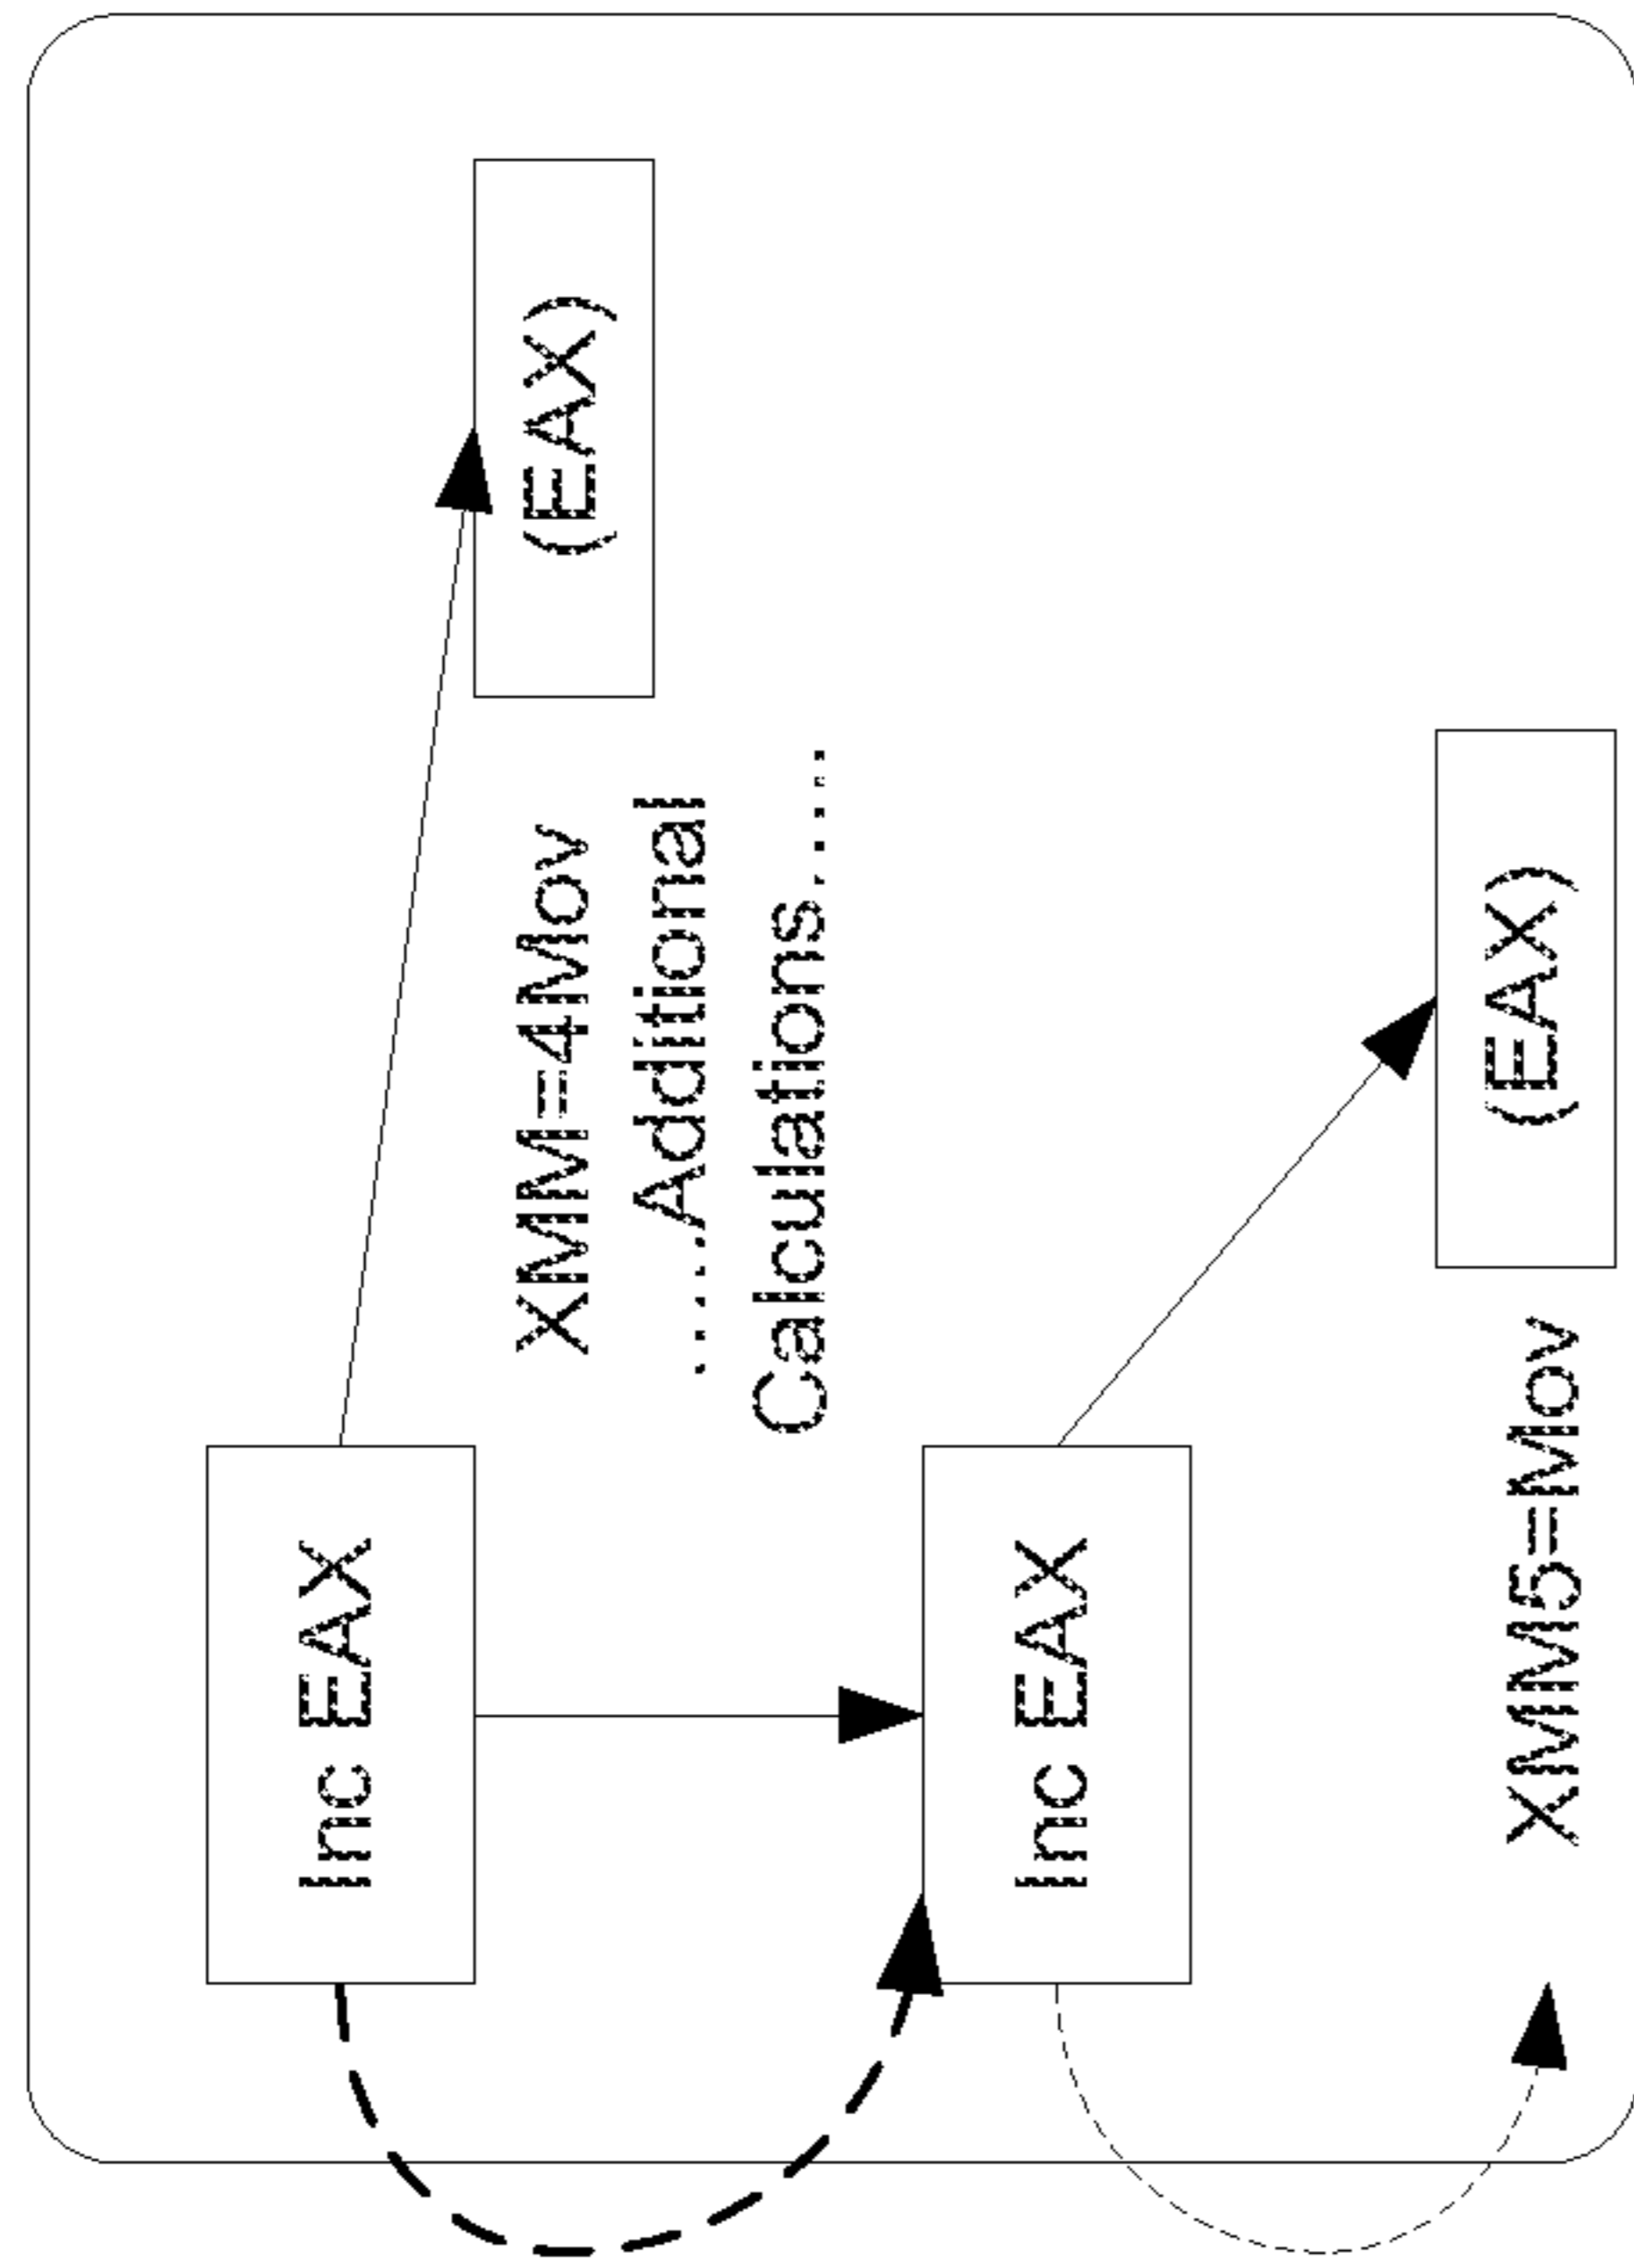 Inc EAX
XMM=4Mov
(EAX)
......Additional
Calculations......
Inc EAX
XMM5=Mov
(EAX)